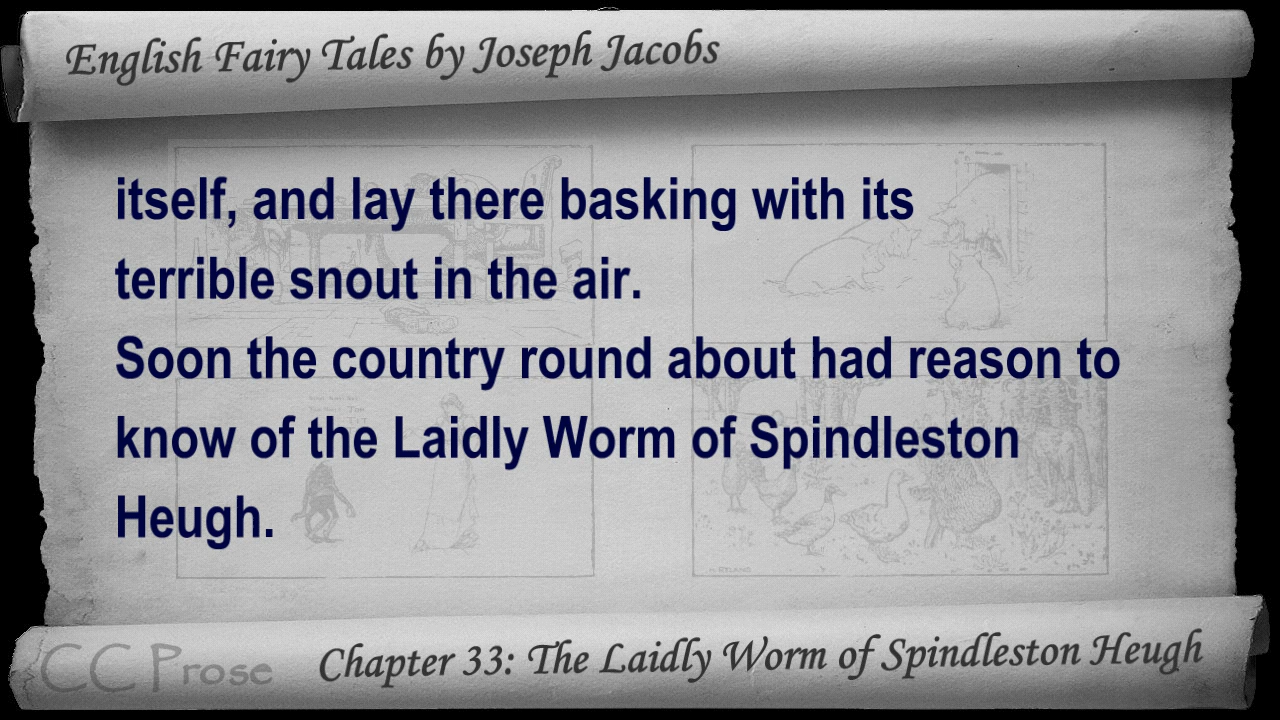 English Fairy Tales by Joseph Jacobs
itself, and lay there basking with its
terrible snout in the air.
Soon the country round about had reason to
know of the Laidly Worm of Spindleston
Heugh.
RYLAND
CC Prose
Chapter 33: The Laidly Worm of Spindleston Heugh